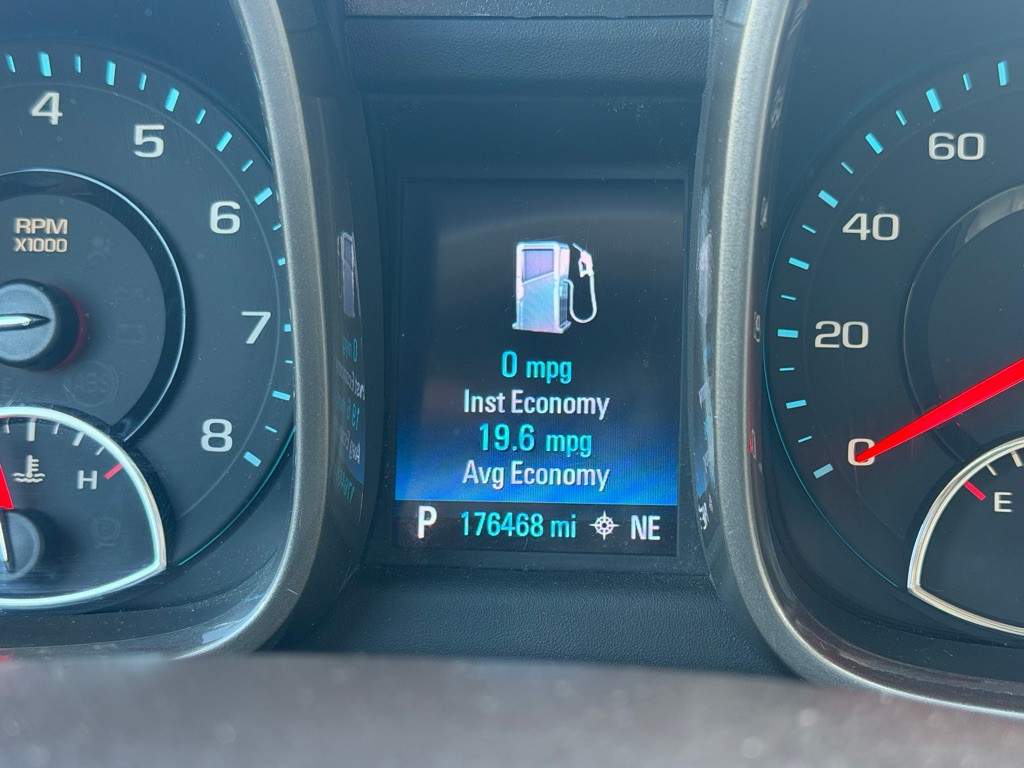 4
5
6
7
8
RPM
X1000
H
0 mpg
Inst Economy
19.6 mpg
Avg Economy
P 176468 mi NE
60
40
20
0
E